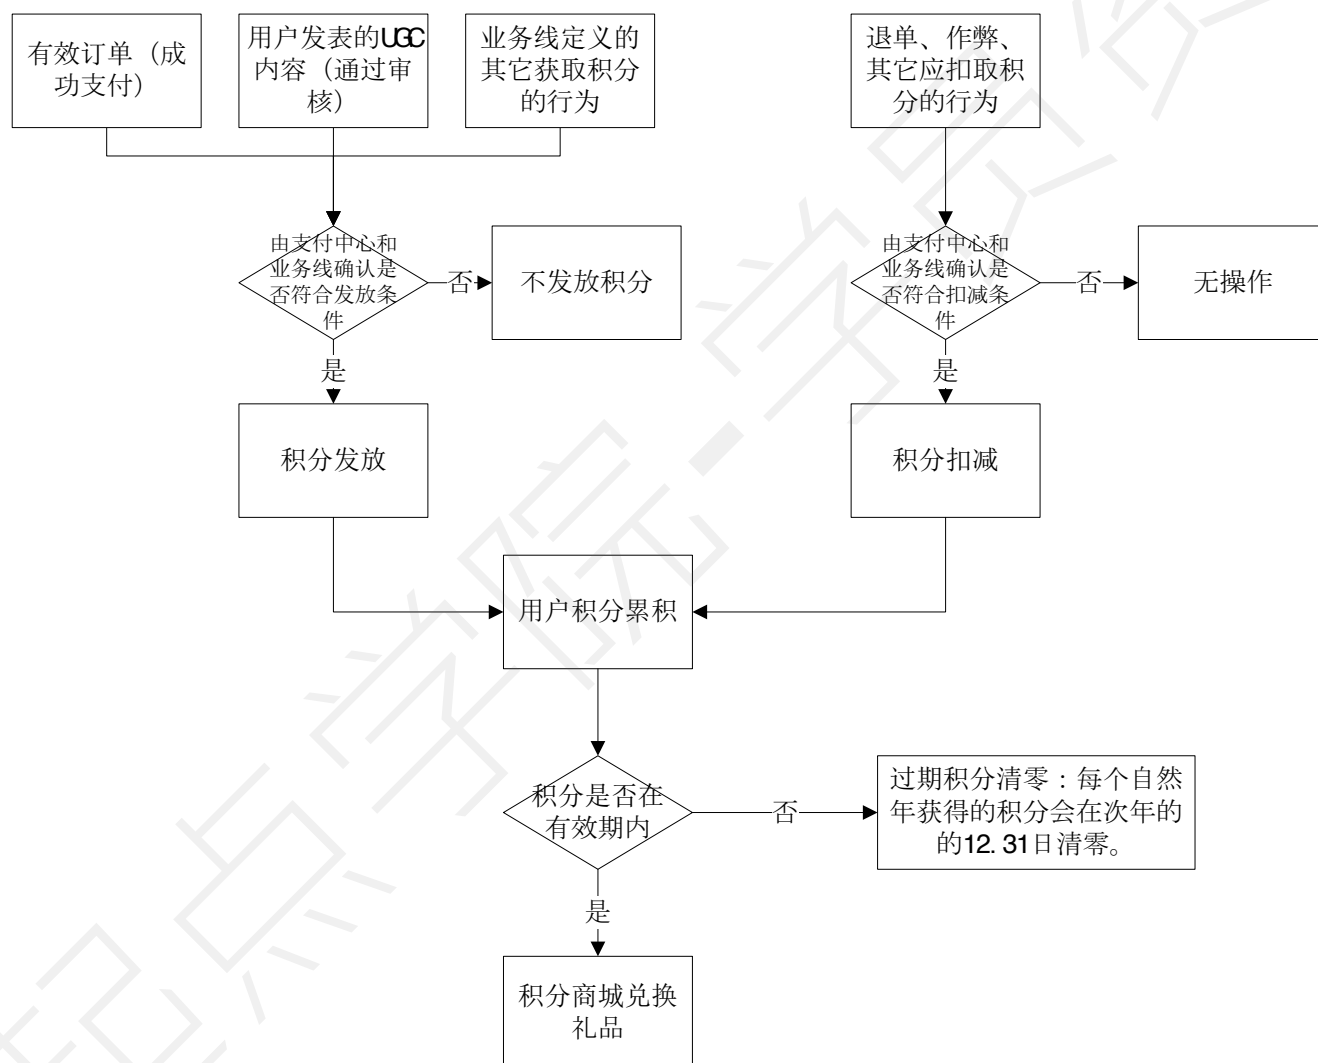 有效订单（成
功支付）
用户发表的UGC
内容（通过审
核）
业务线定义的
其它获取积分
的行为
退单、作弊、
其它应扣取积
分的行为
由支付中心和
业务线确认是
否符合发放条
件
否
不发放积分
由支付中心和
业务线确认是
否符合扣减条
件
否
无操作
是
是
积分发放
积分扣减
用户积分累积
积分是否在
有效期内
否
过期积分清零：每个自然
年获得的积分会在次年的
的12.31日清零。
是
积分商城兑换
礼品
起点学院-学员资